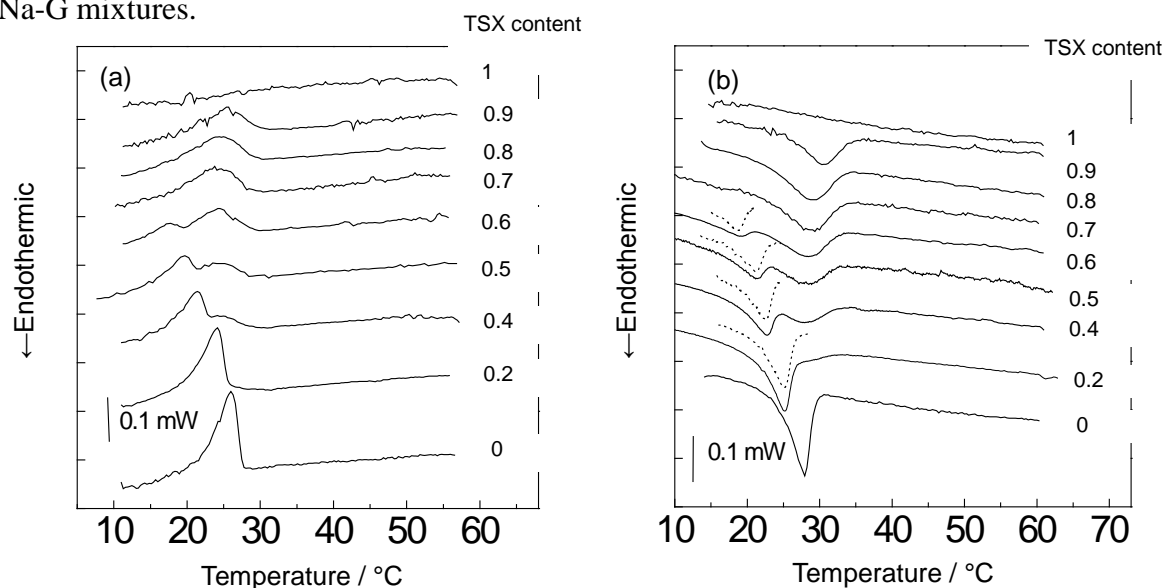 Na-G mixtures.
TSX content
(a)
1
0.9
0.8
0.7
0.6
0.5
0.4
0.2
0
0.1 mW
←Endothermic
10 20 30 40 50 60
Temperature / °C
TSX content
(b)
1
0.9
0.8
0.7
0.6
0.5
0.4
0.2
0
0.1 mW
←Endothermic
10 20 30 40 50 60 70
Temperature / °C